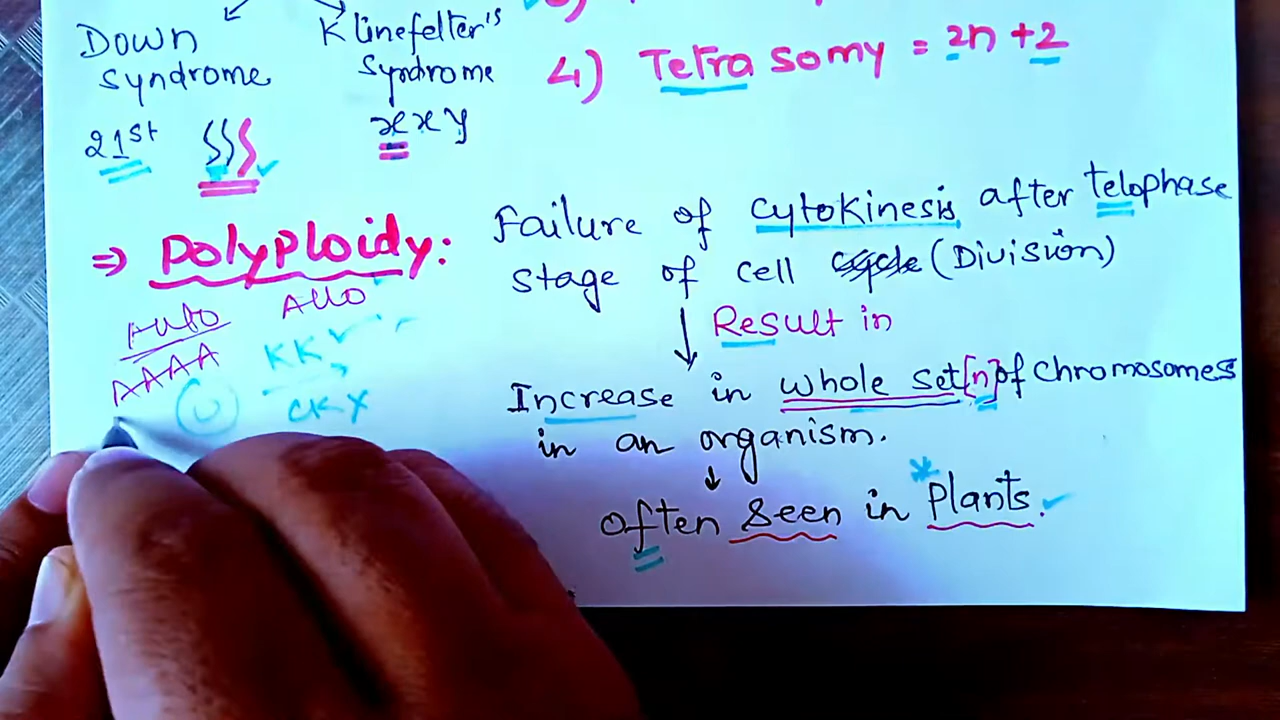 Down
Syndrome
21st
Klinefelter's
Syndrome
xxy
4) Tetrasomy = 2n + 2
⇒ Polyploidy:
Auto
AAAA
Allo
KK
Failure of cytokinesis after telophase
stage of cell cycle (Division)
Result in
Increase in whole set [n] of chromosomes
in an organism.
often seen in Plants.